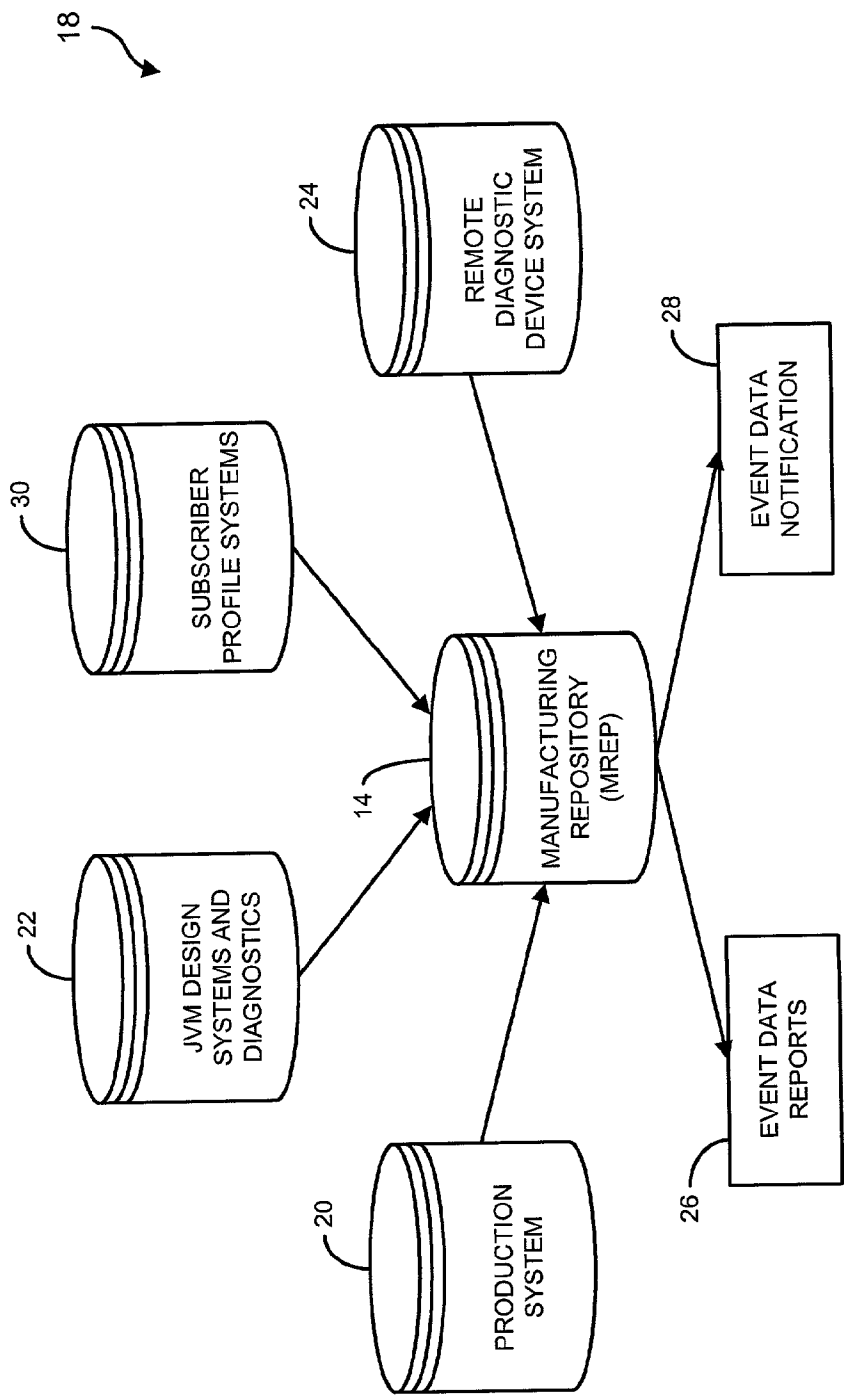 18
30
SUBSCRIBER
PROFILE SYSTEMS
22
JVM DESIGN
SYSTEMS AND
DIAGNOSTICS
24
REMOTE
DIAGNOSTIC
DEVICE SYSTEM
20
PRODUCTION
SYSTEM
14
MANUFACTURING
REPOSITORY
(MREP)
26
EVENT DATA
REPORTS
28
EVENT DATA
NOTIFICATION